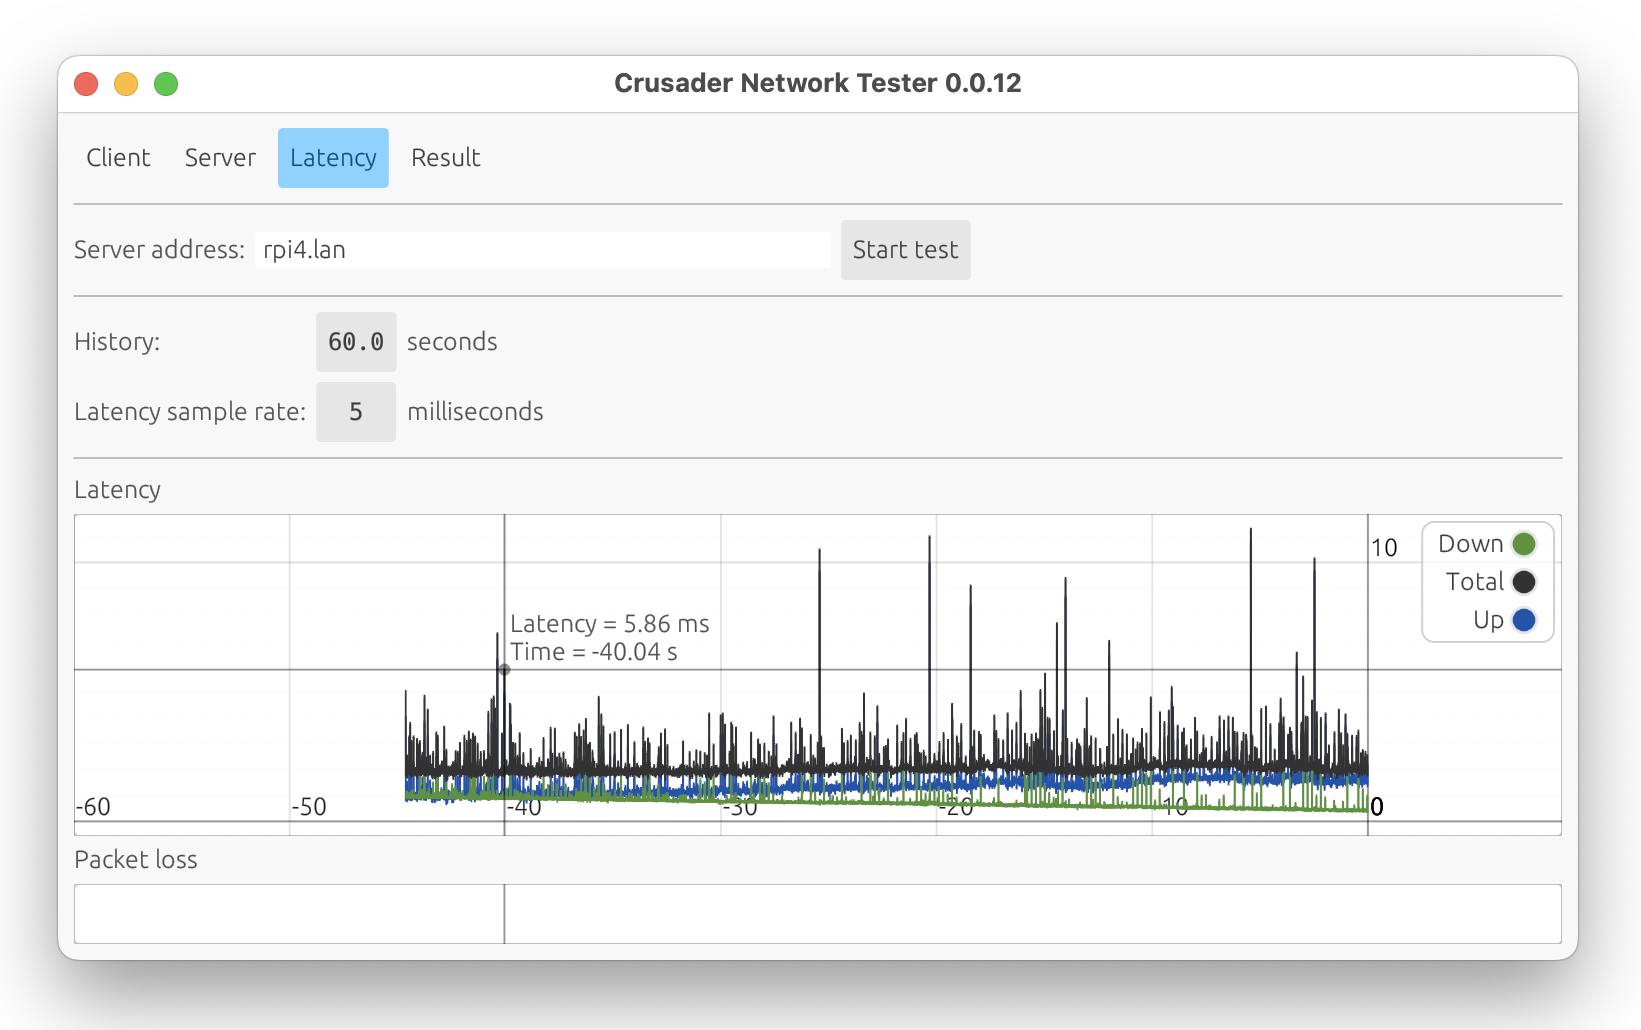 Crusader Network Tester 0.0.12
Client Server Latency Result
Server address: rpi4.lan Start test
History: 60.0 seconds
Latency sample rate: 5 milliseconds
Latency
10
Down
Total
Up
Latency = 5.86 ms
Time = -40.04 s
-60 -50 -40 -30 -20 -10 0
Packet loss